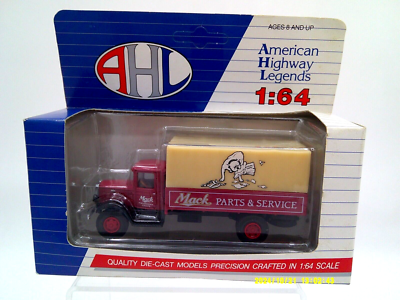 AHL
AGES 8 AND UP
American
Highway
Legends
1:64
Mack
Mack PARTS & SERVICE
QUALITY DIE-CAST MODELS PRECISION CRAFTED IN 1:64 SCALE